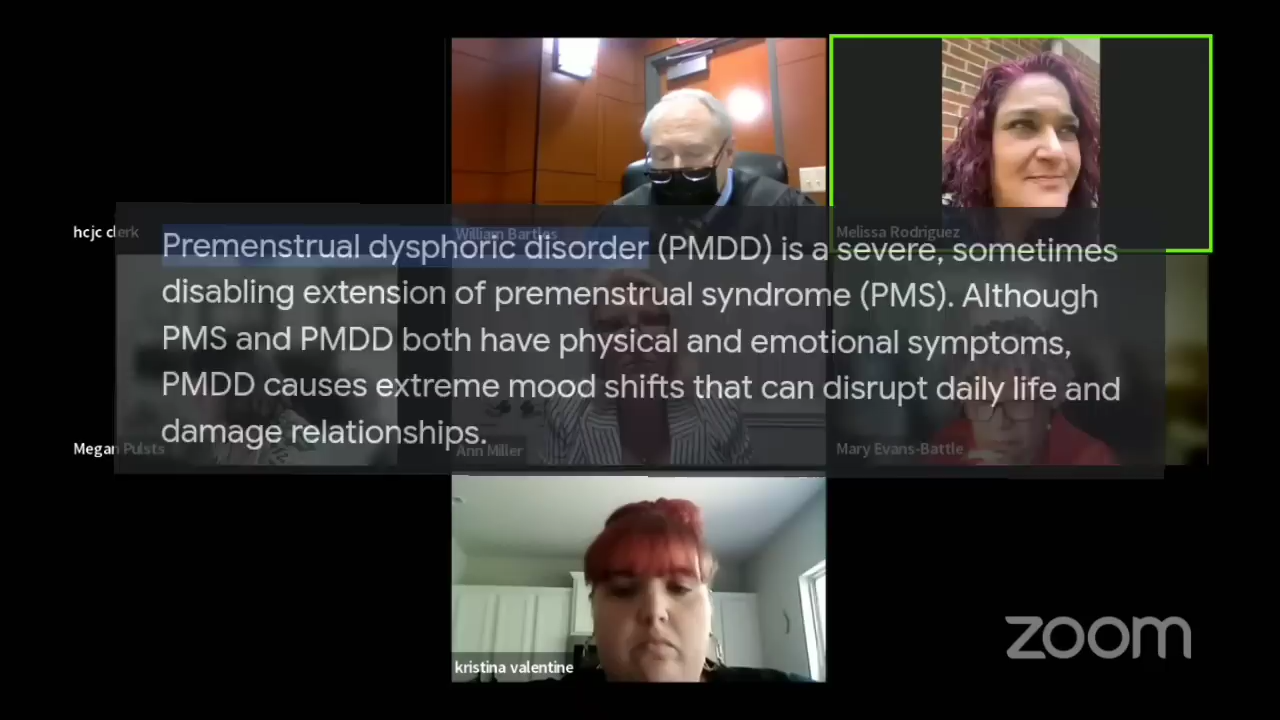 hcjc clerk
William Bartles
Melissa Rodriguez
Premenstrual dysphoric disorder (PMDD) is a severe, sometimes
disabling extension of premenstrual syndrome (PMS). Although
PMS and PMDD both have physical and emotional symptoms,
PMDD causes extreme mood shifts that can disrupt daily life and
damage relationships.
Megan Pulsts
Ann Miller
Mary Evans-Battle
kristina valentine
zoom